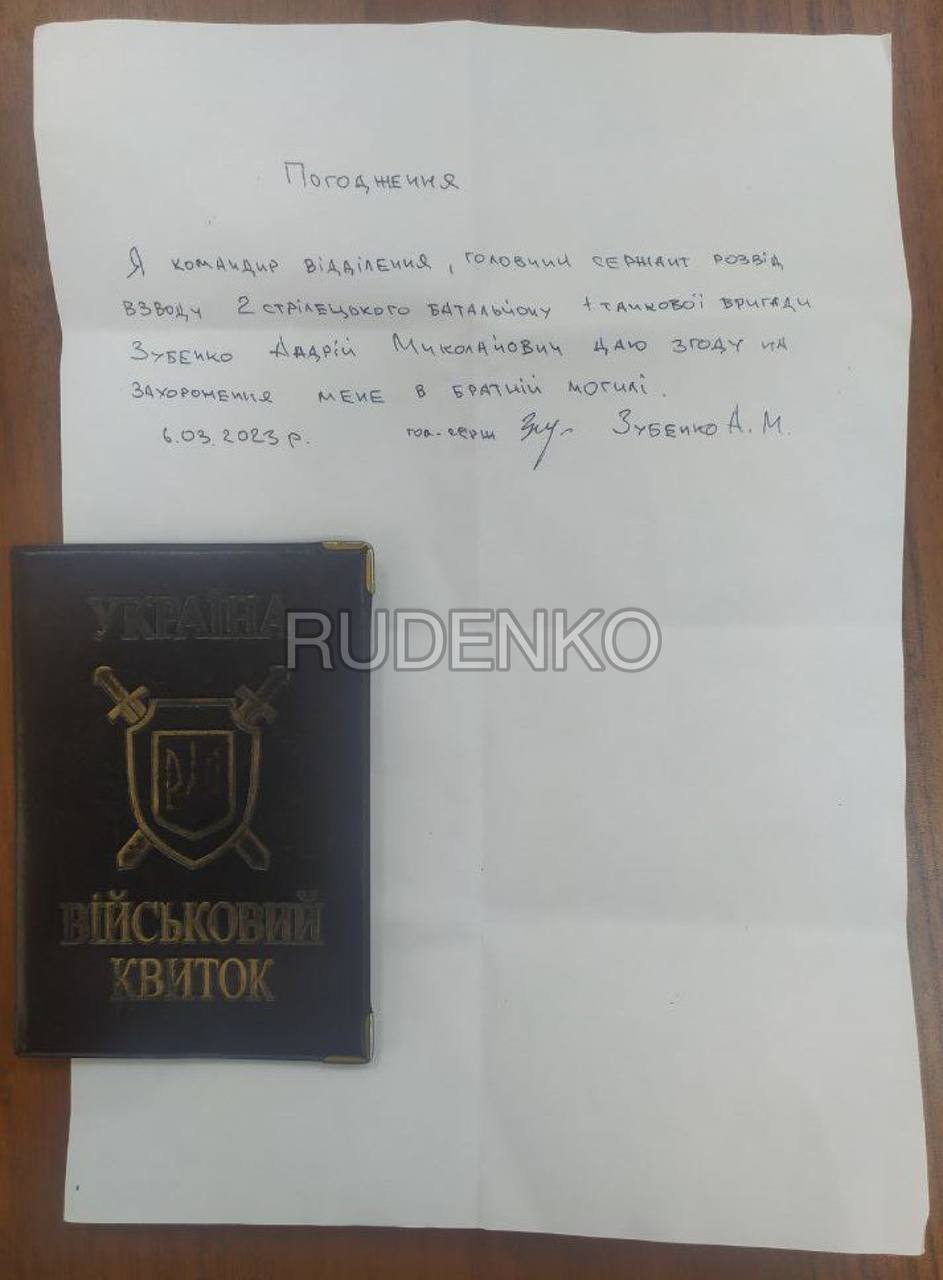 Погодження
Я командир відділення, головний сержант розвід
взводу 2 стрілецького батальйону 1 танкової бригади
Зубенко Андрій Миколайович даю згоду на
захоронення мене в братній могилі.
6.03.2023 р. гол-серж Зубенко А. М.
УКРАЇНА
RUDENKO
ВІЙСЬКОВИЙ
КВИТОК